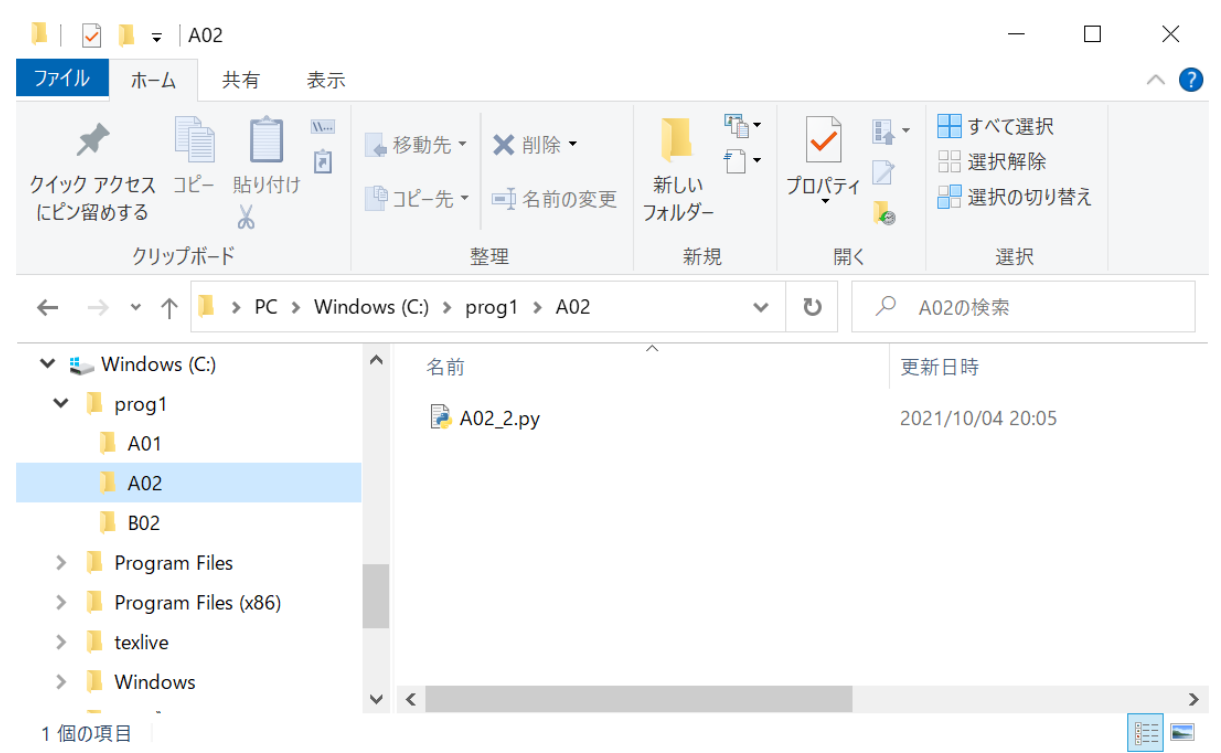 A02
ファイル ホーム 共有 表示
クイック アクセス
にピン留めする
コピー
貼り付け
クリップボード
移動先
コピー先
削除
名前の変更
整理
新しい
フォルダー
新規
プロパティ
開く
すべて選択
選択解除
選択の切り替え
選択
PC Windows (C:) prog1 A02
A02の検索
Windows (C:)
prog1
A01
A02
B02
Program Files
Program Files (x86)
texlive
Windows
名前 更新日時
A02_2.py 2021/10/04 20:05
1 個の項目